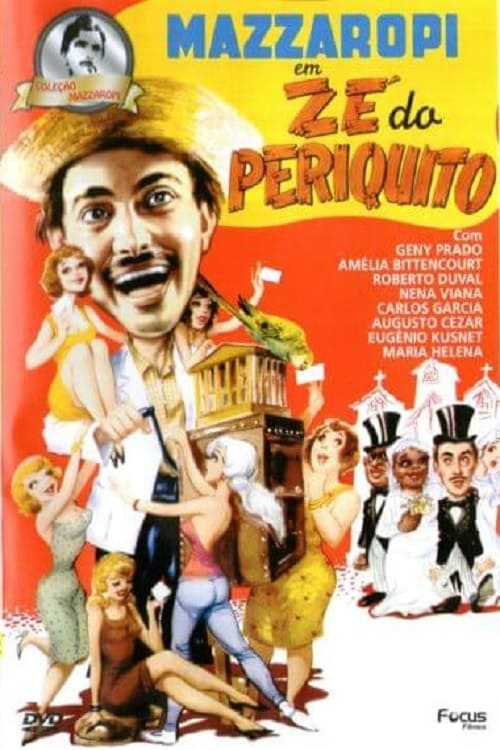 COLEÇÃO
MAZZAROPI
MAZZAROPI
em
ZÉ do
PERIQUITO
Com
GENY PRADO
AMÉLIA BITTENCOURT
ROBERTO DUVAL
NENA VIANA
CARLOS GARCIA
AUGUSTO CEZAR
EUGÊNIO KUSNET
MARIA HELENA
DVD
Focus
Filmes